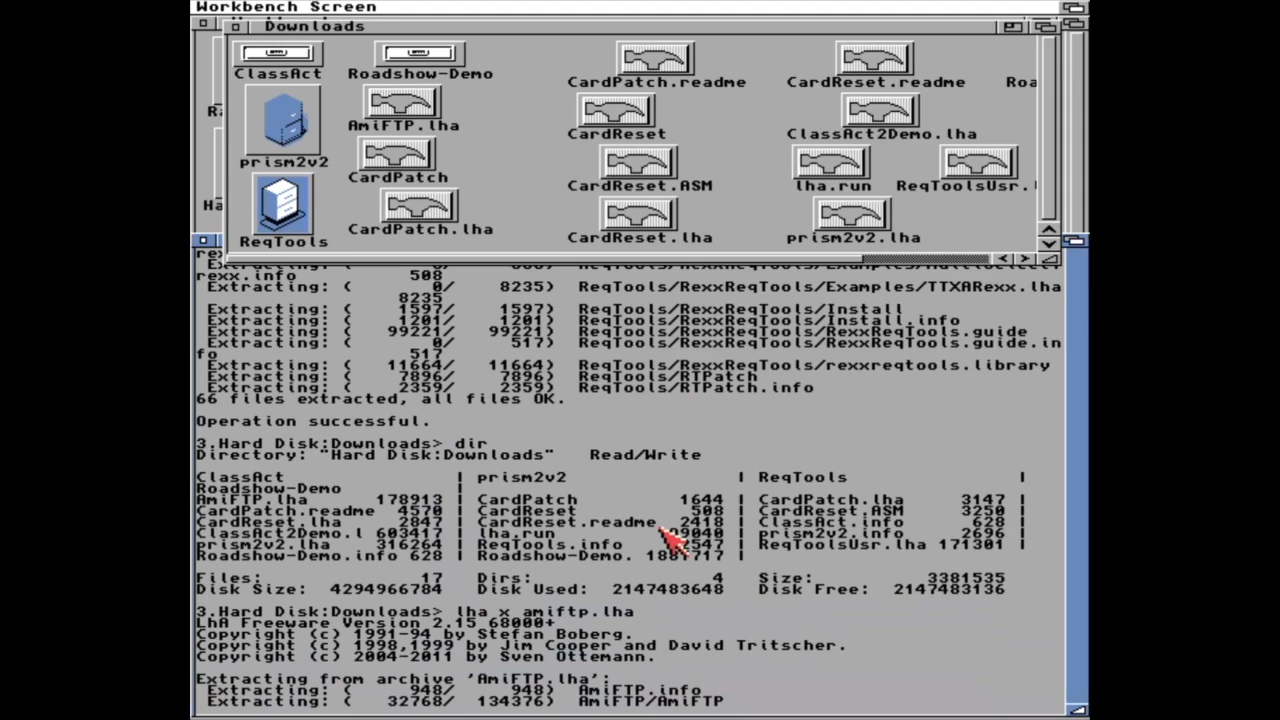 Workbench Screen
Downloads
ClassAct Roadshow-Demo CardPatch.readme CardReset.readme Roa
Ra AmiFTP.lha CardReset ClassAct2Demo.lha
prism2v2 CardPatch CardReset.ASM lha.run ReqToolsUsr.
Ha ReqTools CardPatch.lha CardReset.lha prism2v2.lha
rexx.info 508
Extracting: ( 0/ 8235) ReqTools/RexxReqTools/Examples/TTXARexx.lha
8235
Extracting: ( 1597/ 1597) ReqTools/RexxReqTools/Install
Extracting: ( 1201/ 1201) ReqTools/RexxReqTools/Install.info
Extracting: ( 99221/ 99221) ReqTools/RexxReqTools/RexxReqTools.guide
Extracting: ( 0/ 517) ReqTools/RexxReqTools/RexxReqTools.guide.in
fo 517
Extracting: ( 11664/ 11664) ReqTools/RexxReqTools/rexxreqtools.library
Extracting: ( 7896/ 7896) ReqTools/RTPatch
Extracting: ( 2359/ 2359) ReqTools/RTPatch.info
66 files extracted, all files OK.
Operation successful.
3.Hard Disk:Downloads> dir
Directory: "Hard Disk:Downloads" Read/Write
ClassAct | prism2v2 | ReqTools |
Roadshow-Demo |
AmiFTP.lha 178913 | CardPatch 1644 | CardPatch.lha 3147 |
CardPatch.readme 4570 | CardReset 508 | CardReset.ASM 3250 |
CardReset.lha 2847 | CardReset.readme 2418 | ClassAct.info 628 |
ClassAct2Demo.l 603417 | lha.run 29040 | prism2v2.info 2696 |
prism2v2.lha 316264 | ReqTools.info 2547 | ReqToolsUsr.lha 171301 |
Roadshow-Demo.info 628 | Roadshow-Demo. 1881717 |
Files: 17 Dirs: 4 Size: 3381535
Disk Size: 4294966784 Disk Used: 2147483648 Disk Free: 2147483136
3.Hard Disk:Downloads> lha x amiftp.lha
LhA Freeware Version 2.15 68000+
Copyright (c) 1991-94 by Stefan Boberg.
Copyright (c) 1998,1999 by Jim Cooper and David Tritscher.
Copyright (c) 2004-2011 by Sven Ottemann.
Extracting from archive 'AmiFTP.lha':
Extracting: ( 948/ 948) AmiFTP.info
Extracting: ( 32768/ 134376) AmiFTP/AmiFTP